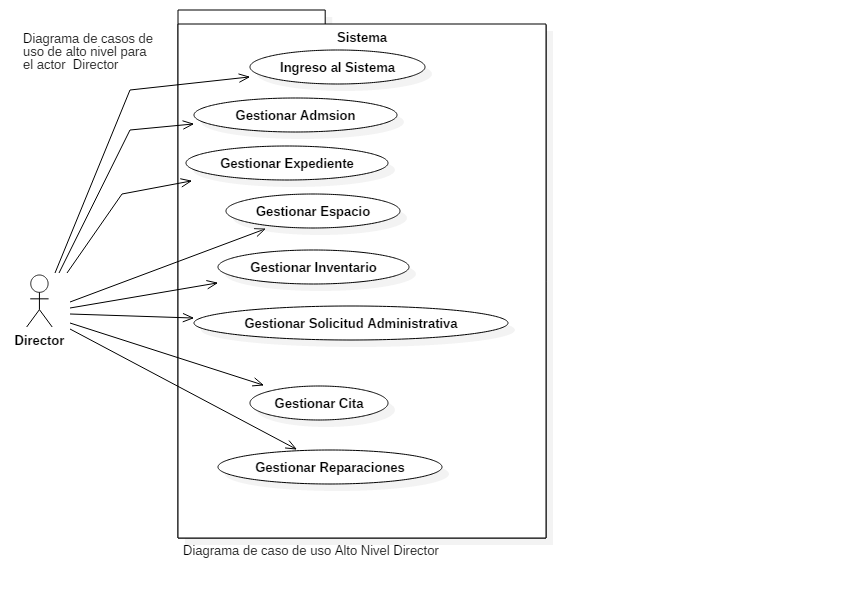 Diagrama de casos de
uso de alto nivel para
el actor  Director
Sistema
Ingreso al Sistema
Gestionar Admsion
Gestionar Expediente
Gestionar Espacio
Gestionar Inventario
Gestionar Solicitud Administrativa
Director
Gestionar Cita
Gestionar Reparaciones
Diagrama de caso de uso Alto Nivel Director